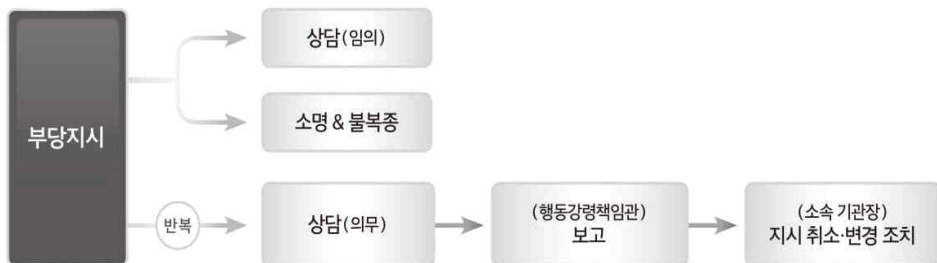 부당지시
상담(임의)
소명 & 불복종
반복
상담(의무)
(행동강령책임관)
보고
(소속 기관장)
지시 취소·변경 조치